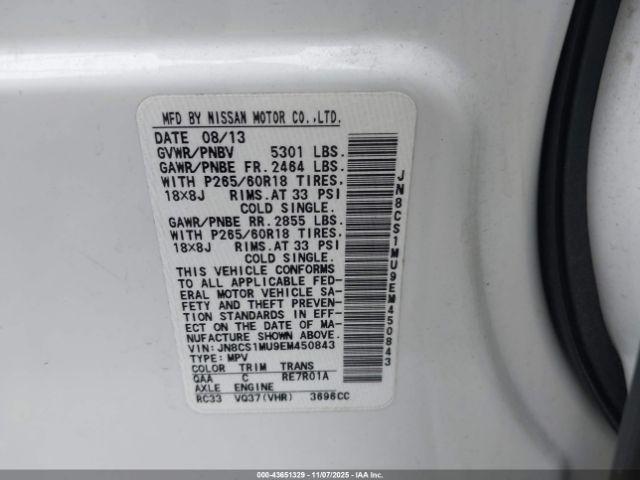 MFD BY NISSAN MOTOR CO.,LTD.
DATE 08/13
GVWR/PNBV 5301 LBS.
GAWR/PNBE FR. 2464 LBS.
WITH P265/60R18 TIRES.
18X8J RIMS. AT 33 PSI
COLD SINGLE.
GAWR/PNBE RR. 2855 LBS.
WITH P265/60R18 TIRES.
18X8J RIMS. AT 33 PSI
COLD SINGLE.
THIS VEHICLE CONFORMS
TO ALL APPLICABLE FED-
ERAL MOTOR VEHICLE SA-
FETY AND THEFT PREVEN-
TION STANDARDS IN EFF-
ECT ON THE DATE OF MA-
NUFACTURE SHOWN ABOVE.
VIN: JN8CS1MU9EM450843
TYPE: MPV
COLOR TRIM TRANS
QAA C RE7R01A
AXLE ENGINE
RC33 VQ37(VHR) 3696CC
JN8CS1MU9EM450843
000-43651329 - 11/07/2025 - IAAI.COM - IAA Inc., Copyright ©